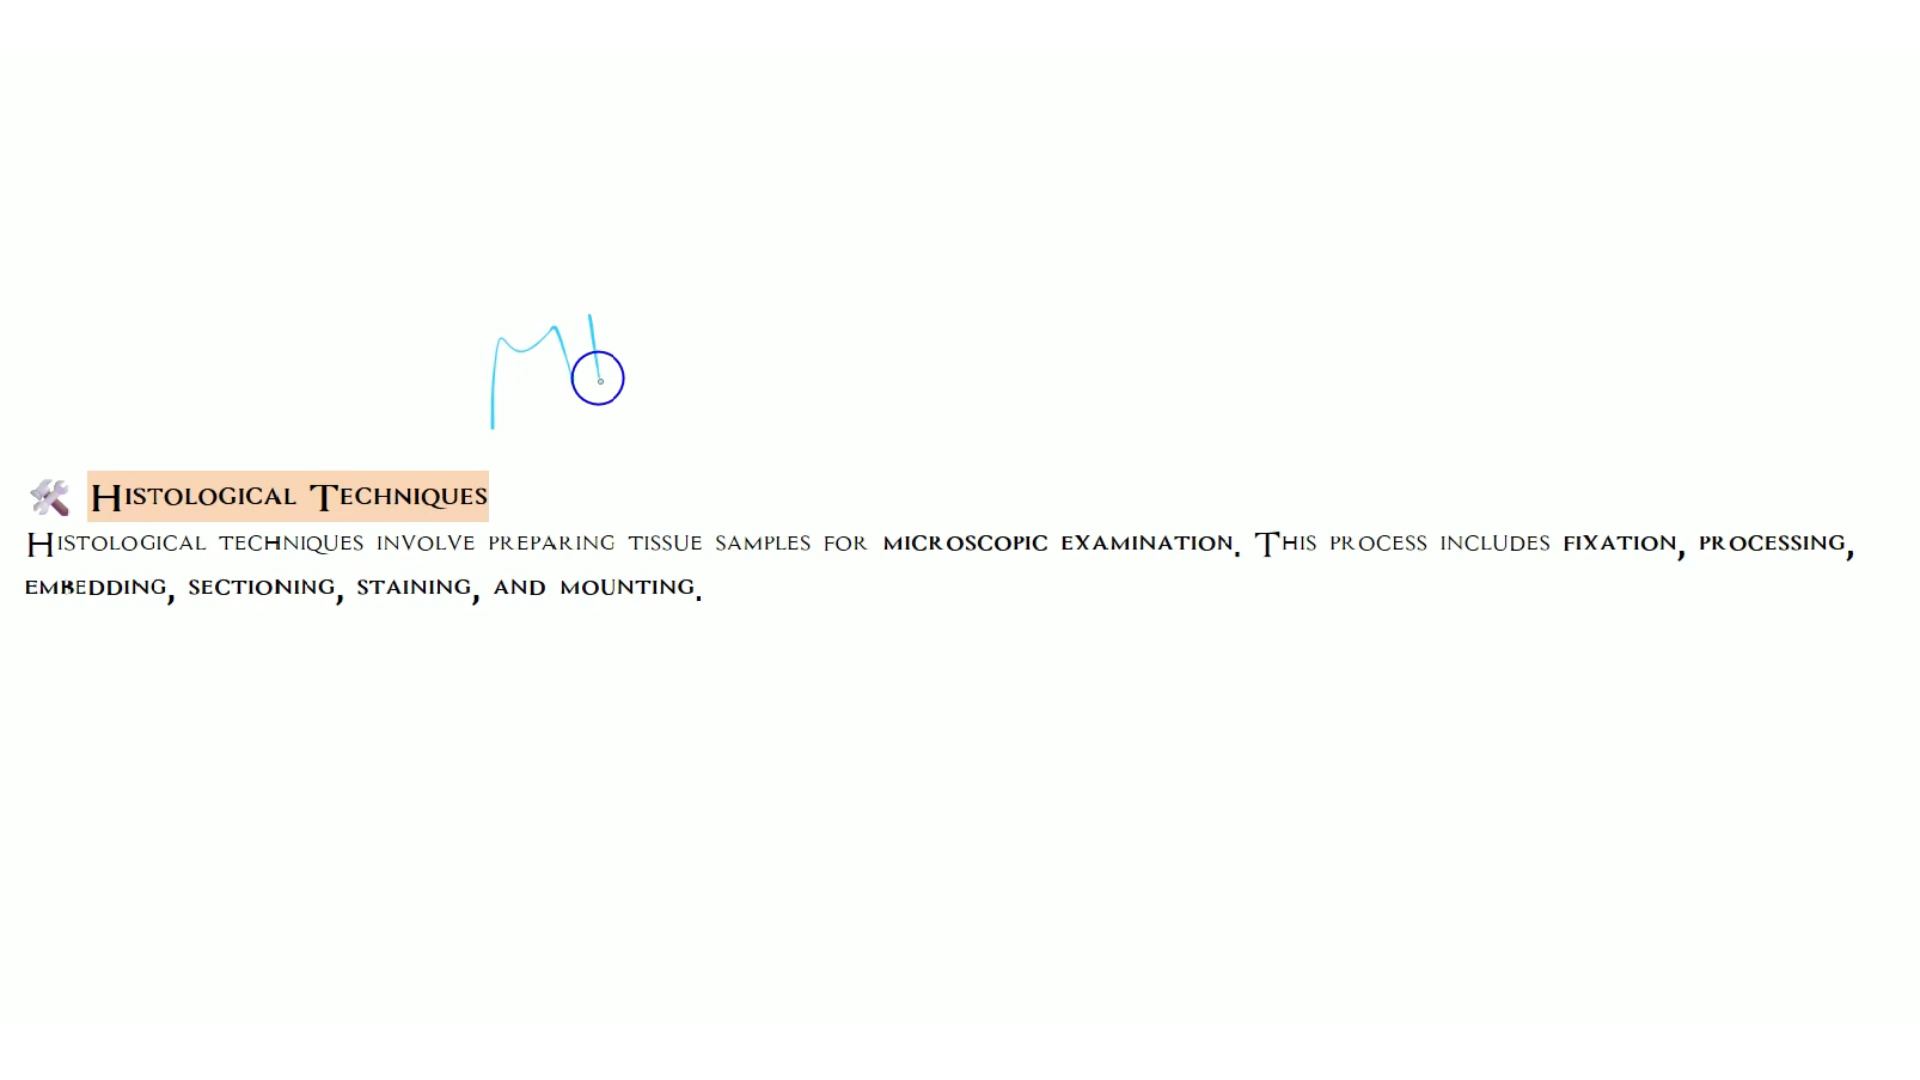 Histological Techniques
Histological techniques involve preparing tissue samples for microscopic examination. This process includes fixation, processing,
embedding, sectioning, staining, and mounting.